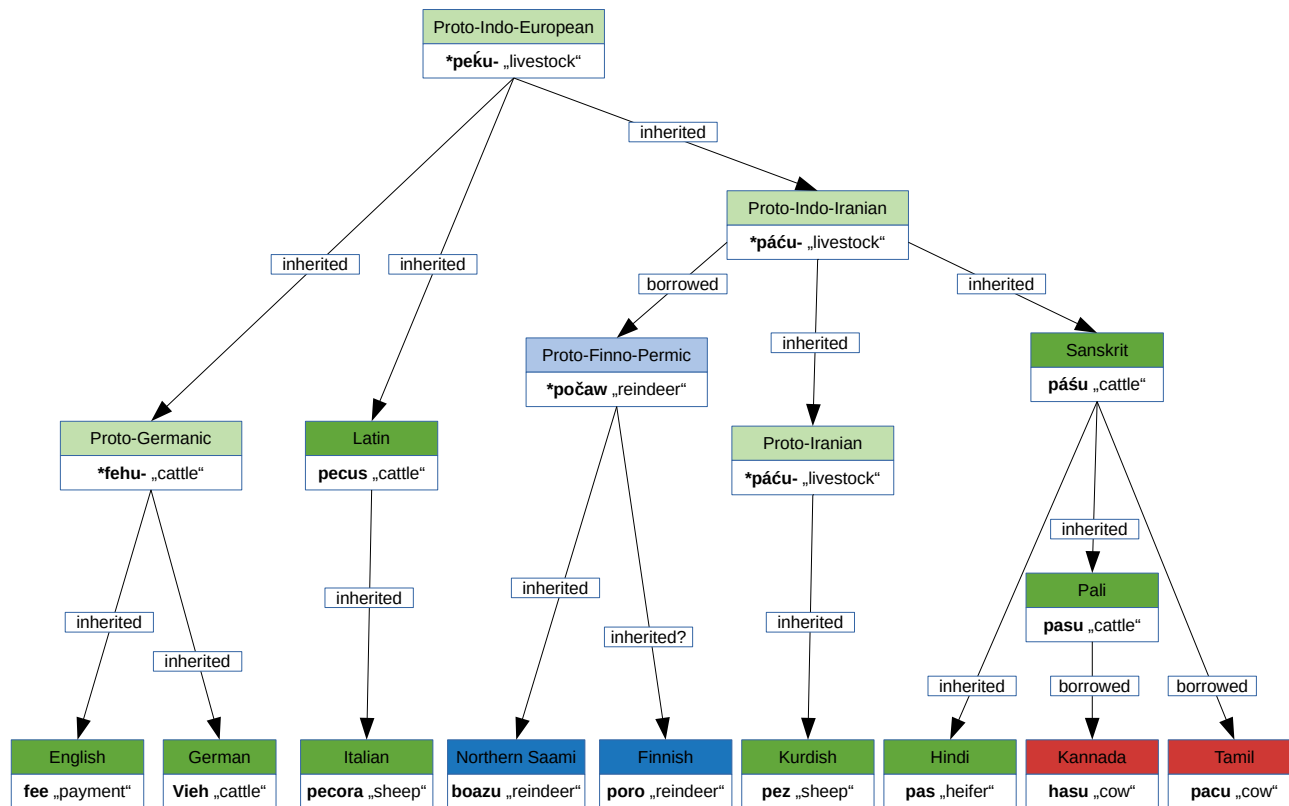 Proto-Indo-European
*peḱu- „livestock“
inherited
Proto-Indo-Iranian
*páću- „livestock“
inherited
inherited
borrowed
inherited
inherited
Proto-Finno-Permic
*počaw „reindeer“
Sanskrit
páśu „cattle“
Proto-Germanic
*fehu- „cattle“
Latin
pecus „cattle“
Proto-Iranian
*páću- „livestock“
inherited
Pali
pasu „cattle“
inherited
inherited
inherited
inherited
inherited?
inherited
inherited
borrowed
borrowed
English
fee „payment“
German
Vieh „cattle“
Italian
pecora „sheep“
Northern Saami
boazu „reindeer“
Finnish
poro „reindeer“
Kurdish
pez „sheep“
Hindi
pas „heifer“
Kannada
hasu „cow“
Tamil
pacu „cow“